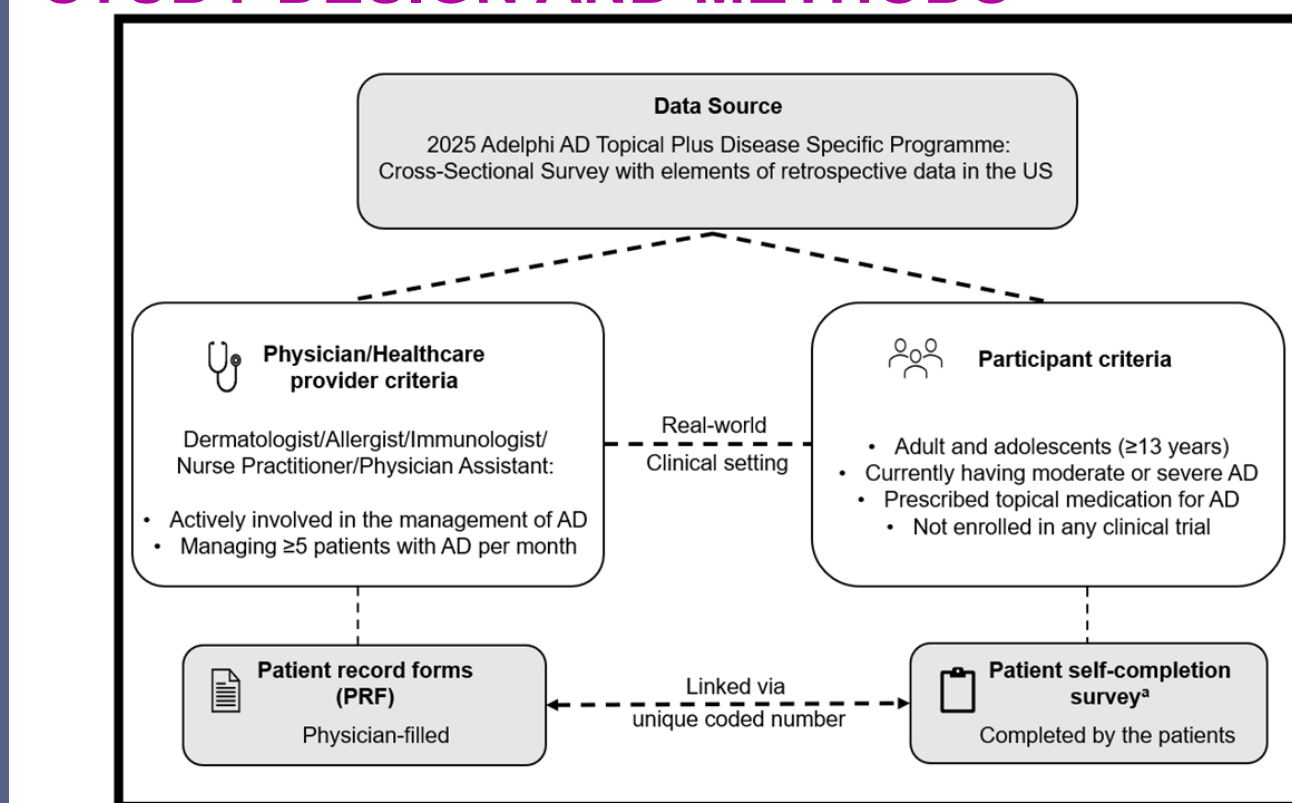 STUDY DESIGN AND METHODS
Data Source
2025 Adelphi AD Topical Plus Disease Specific Programme:
Cross-Sectional Survey with elements of retrospective data in the US
Physician/Healthcare
provider criteria
Dermatologist/Allergist/Immunologist/
Nurse Practitioner/Physician Assistant:
• Actively involved in the management of AD
• Managing ≥5 patients with AD per month
Real-world
Clinical setting
Participant criteria
• Adult and adolescents (≥13 years)
• Currently having moderate or severe AD
• Prescribed topical medication for AD
• Not enrolled in any clinical trial
Patient record forms
(PRF)
Physician-filled
Linked via
unique coded number
Patient self-completion
surveyᵃ
Completed by the patients